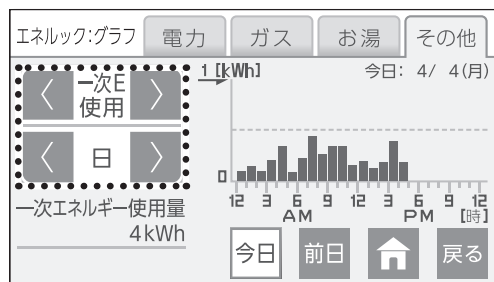 エネルック:グラフ
電力
ガス
お湯
その他
一次E
使用
日
一次エネルギー使用量
4kWh
1 [kWh]
今日: 4/ 4(月)
0
12 3 6 9 12 3 6 9 12
AM PM [時]
今日
前日
戻る